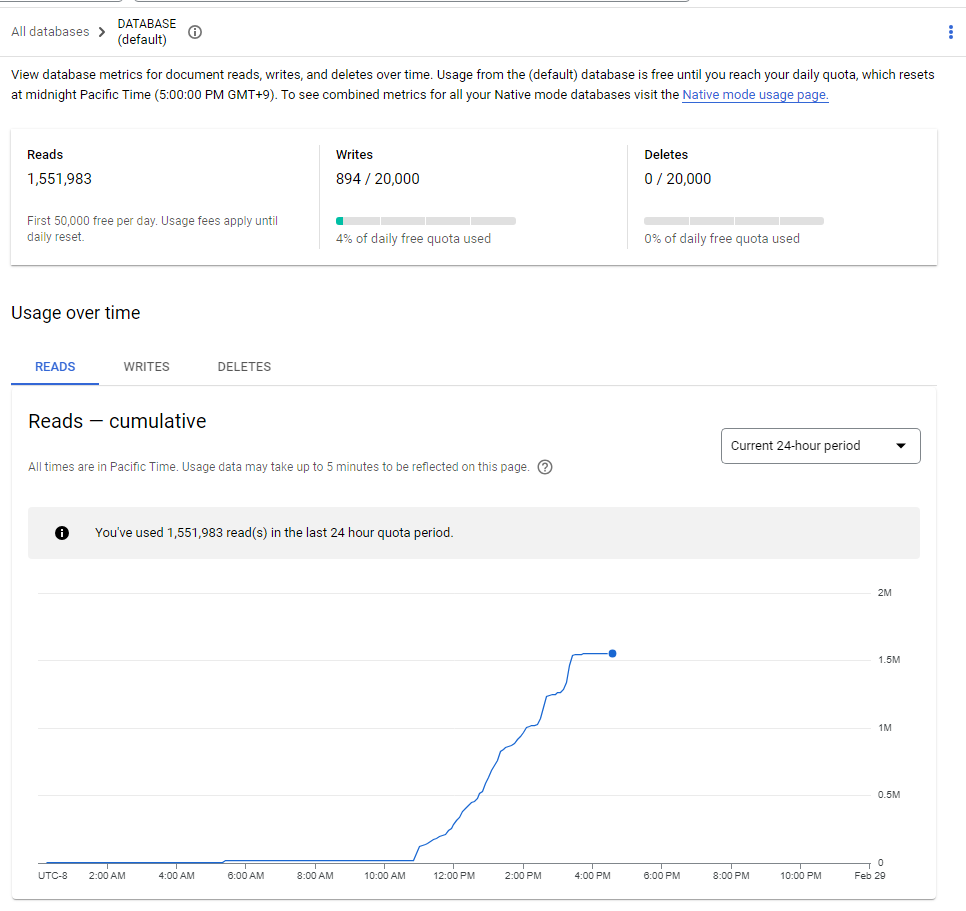 All databases
DATABASE
(default)
View database metrics for document reads, writes, and deletes over time. Usage from the (default) database is free until you reach your daily quota, which resets
at midnight Pacific Time (5:00:00 PM GMT+9). To see combined metrics for all your Native mode databases visit the Native mode usage page.
Reads
1,551,983
First 50,000 free per day. Usage fees apply until
daily reset.
Writes
894 / 20,000
4% of daily free quota used
Deletes
0 / 20,000
0% of daily free quota used
Usage over time
READS
WRITES
DELETES
Reads — cumulative
Current 24-hour period
All times are in Pacific Time. Usage data may take up to 5 minutes to be reflected on this page.
You've used 1,551,983 read(s) in the last 24 hour quota period.
2M
1.5M
1M
0.5M
0
UTC-8 2:00 AM 4:00 AM 6:00 AM 8:00 AM 10:00 AM 12:00 PM 2:00 PM 4:00 PM 6:00 PM 8:00 PM 10:00 PM Feb 29